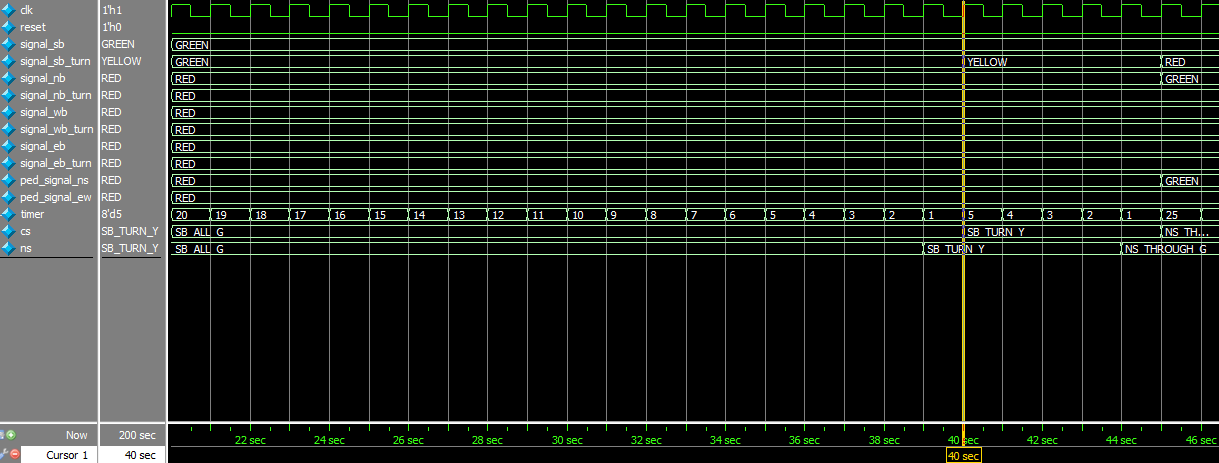 clk 1'h1
reset 1'h0
signal_sb GREEN GREEN
signal_sb_turn YELLOW GREEN YELLOW RED
signal_nb RED RED GREEN
signal_nb_turn RED RED
signal_wb RED RED
signal_wb_turn RED RED
signal_eb RED RED
signal_eb_turn RED RED
ped_signal_ns RED RED GREEN
ped_signal_ew RED RED
timer 8'd5 20 19 18 17 16 15 14 13 12 11 10 9 8 7 6 5 4 3 2 1 5 4 3 2 1 25
cs SB_TURN_Y SB_ALL_G SB_TURN_Y NS_TH...
ns SB_TURN_Y SB_ALL_G SB_TURN_Y NS_THROUGH_G
Now 200 sec 22 sec 24 sec 26 sec 28 sec 30 sec 32 sec 34 sec 36 sec 38 sec 40 sec 42 sec 44 sec 46 sec
Cursor 1 40 sec 40 sec